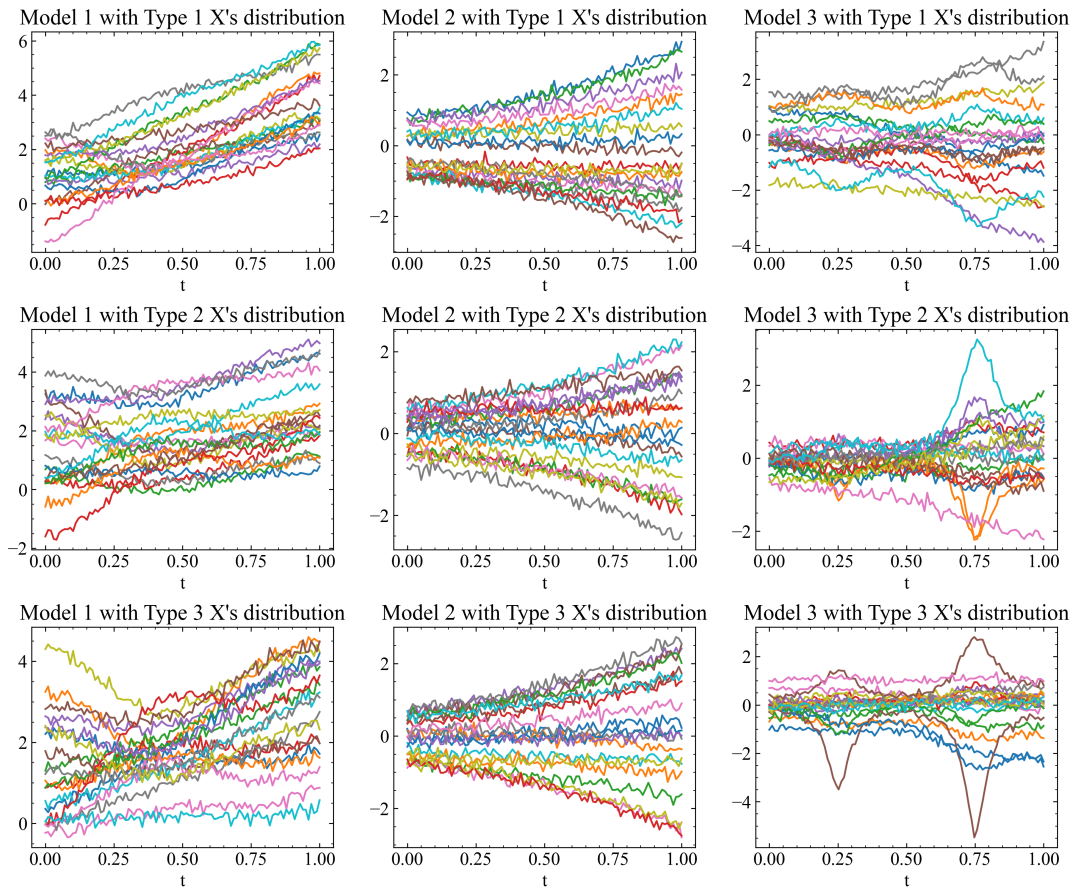 Model 1 with Type 1 X's distribution
Model 2 with Type 1 X's distribution
Model 3 with Type 1 X's distribution
6
4
2
0
0.00 0.25 0.50 0.75 1.00
t
2
0
−2
0.00 0.25 0.50 0.75 1.00
t
2
0
−2
−4
0.00 0.25 0.50 0.75 1.00
t
Model 1 with Type 2 X's distribution
Model 2 with Type 2 X's distribution
Model 3 with Type 2 X's distribution
4
2
0
−2
0.00 0.25 0.50 0.75 1.00
t
2
0
−2
0.00 0.25 0.50 0.75 1.00
t
2
0
−2
0.00 0.25 0.50 0.75 1.00
t
Model 1 with Type 3 X's distribution
Model 2 with Type 3 X's distribution
Model 3 with Type 3 X's distribution
4
2
0
0.00 0.25 0.50 0.75 1.00
t
2
0
−2
0.00 0.25 0.50 0.75 1.00
t
2
0
−2
−4
0.00 0.25 0.50 0.75 1.00
t